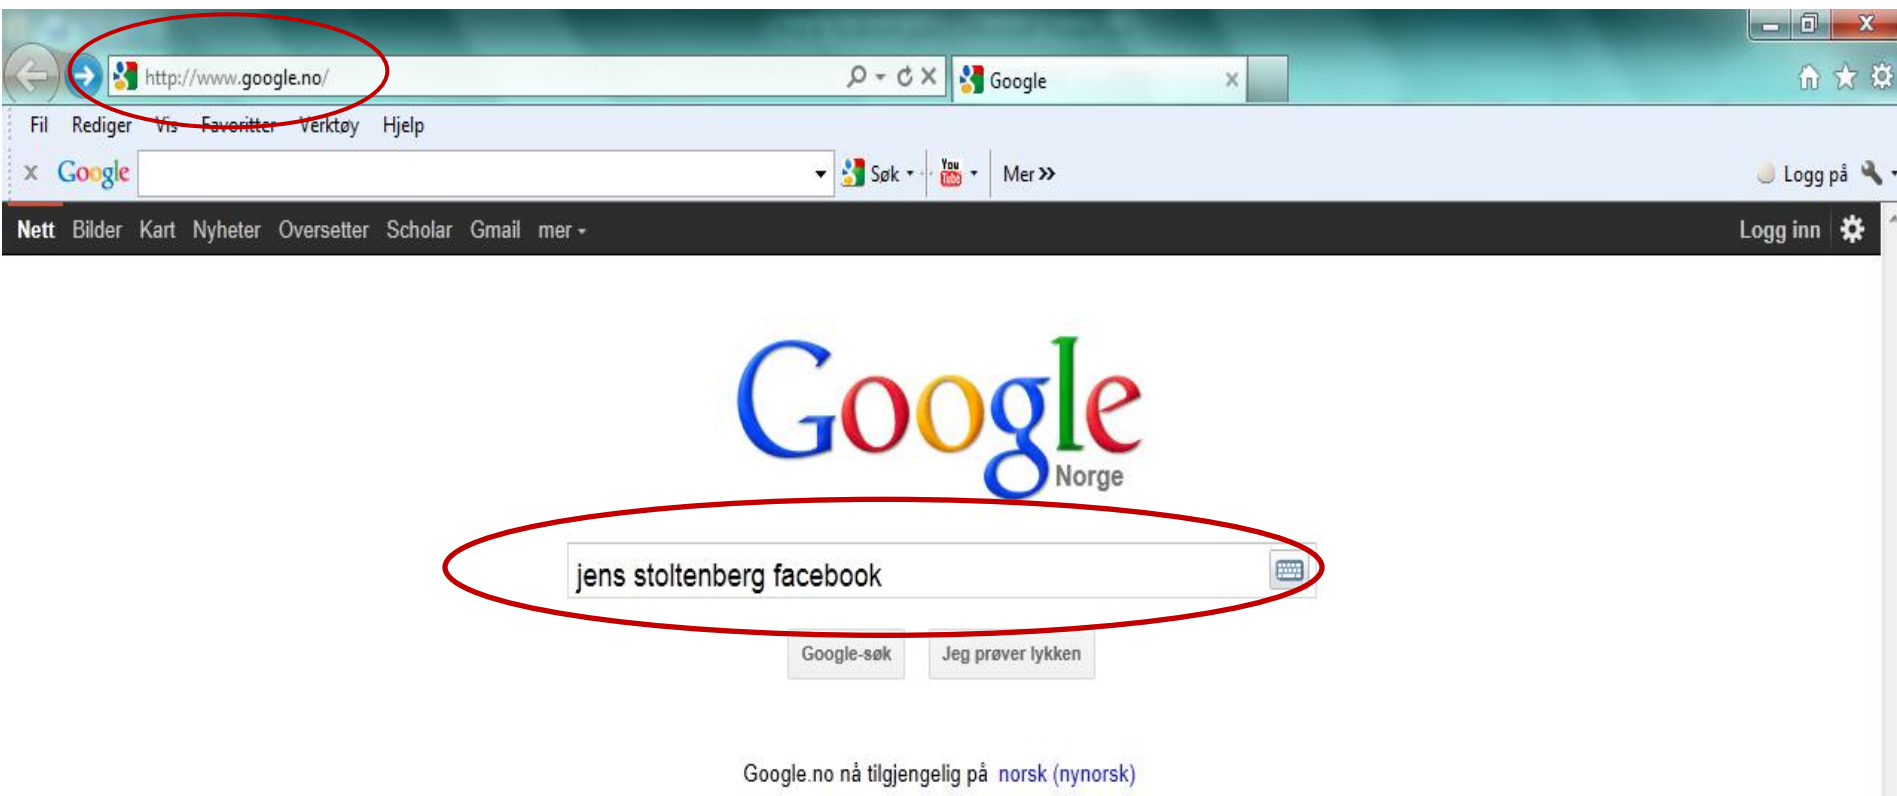 http://www.google.no/
Google
Fil Rediger Vis Favoritter Verktøy Hjelp
x Google Søk You Tube Mer >> Logg på
Nett Bilder Kart Nyheter Oversetter Scholar Gmail mer Logg inn
Google
Norge
jens stoltenberg facebook
Google-søk Jeg prøver lykken
Google.no nå tilgjengelig på norsk (nynorsk)